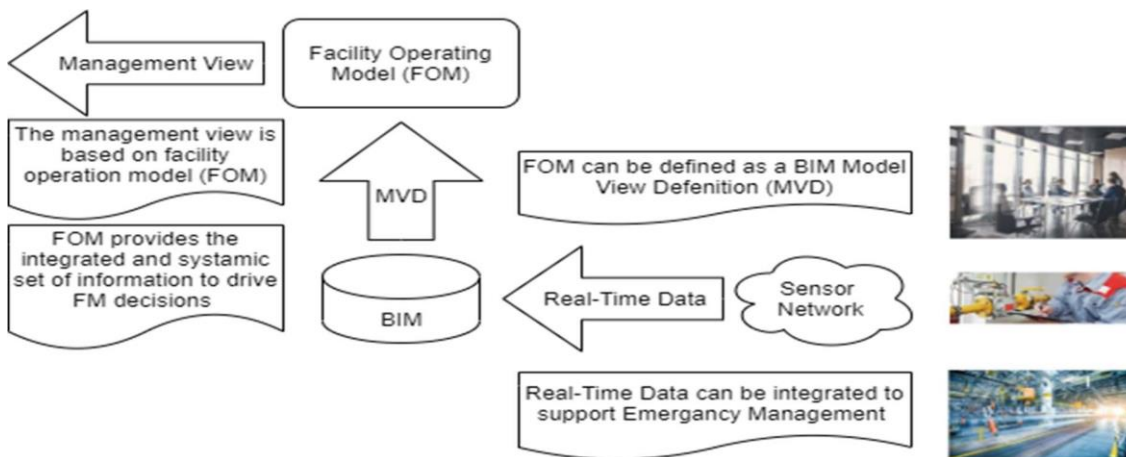 Management View
Facility Operating
Model (FOM)
The management view is
based on facility
operation model (FOM)
MVD
FOM can be defined as a BIM Model
View Defenition (MVD)
FOM provides the
integrated and systamic
set of information to drive
FM decisions
BIM
Real-Time Data
Sensor
Network
Real-Time Data can be integrated to
support Emergancy Management